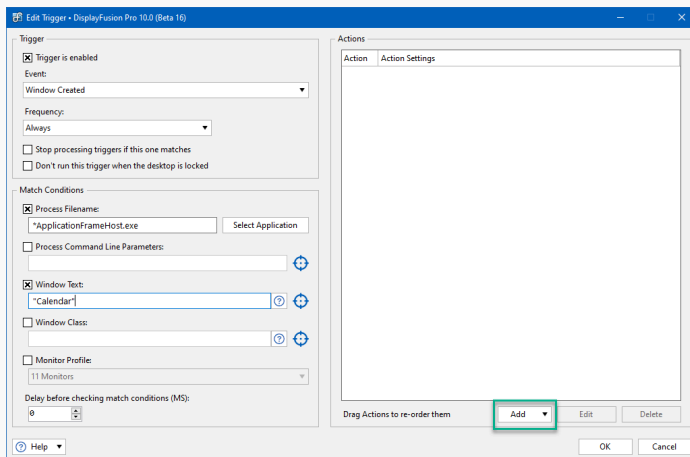 Edit Trigger • DisplayFusion Pro 10.0 (Beta 16)
Trigger
Trigger is enabled
Event:
Window Created
Frequency:
Always
Stop processing triggers if this one matches
Don't run this trigger when the desktop is locked
Match Conditions
Process Filename:
*ApplicationFrameHost.exe
Select Application
Process Command Line Parameters:
Window Text:
"Calendar"
Window Class:
Monitor Profile:
11 Monitors
Delay before checking match conditions (MS):
0
Help
Actions
Action Action Settings
Drag Actions to re-order them
Add
Edit
Delete
OK
Cancel